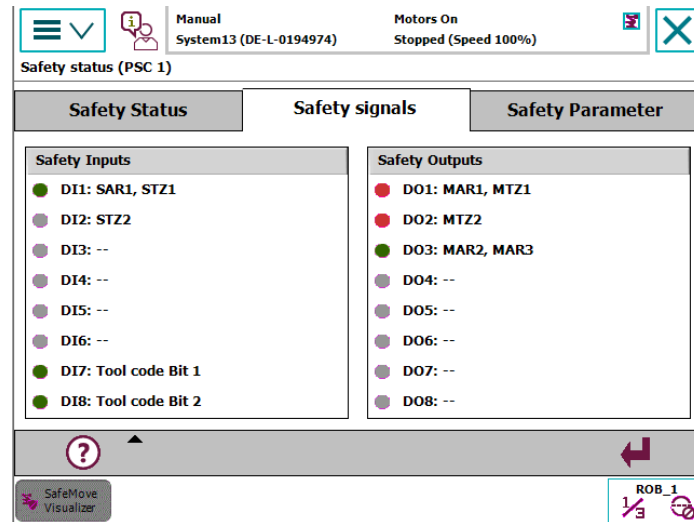 Manual
System13 (DE-L-0194974)
Motors On
Stopped (Speed 100%)
Safety status (PSC 1)
Safety Status
Safety signals
Safety Parameter
Safety Inputs
DI1: SAR1, STZ1
DI2: STZ2
DI3: --
DI4: --
DI5: --
DI6: --
DI7: Tool code Bit 1
DI8: Tool code Bit 2
Safety Outputs
DO1: MAR1, MTZ1
DO2: MTZ2
DO3: MAR2, MAR3
DO4: --
DO5: --
DO6: --
DO7: --
DO8: --
?
SafeMove
Visualizer
ROB_1
1/3